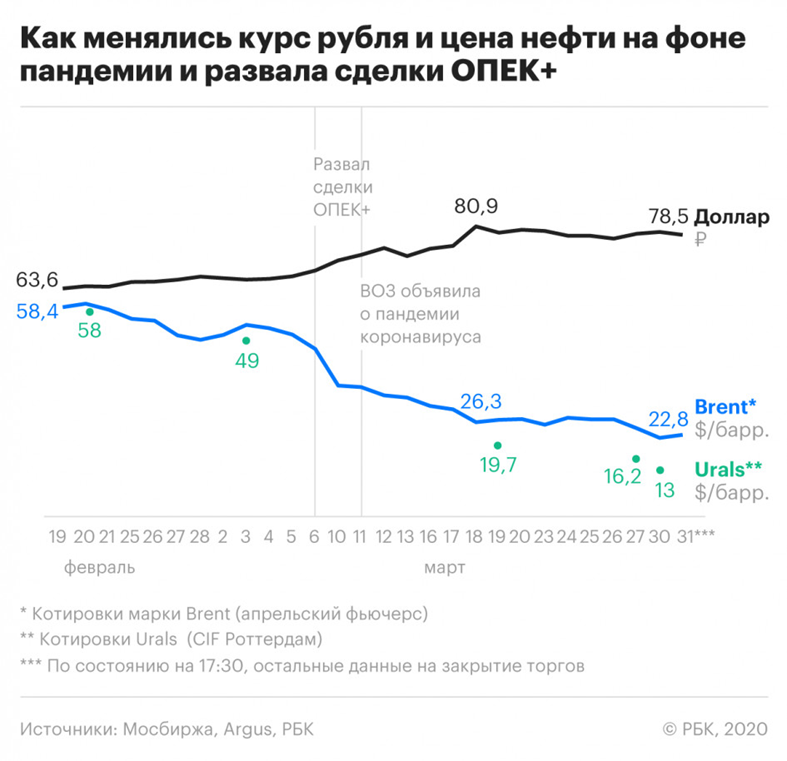 Как менялись курс рубля и цена нефти на фоне
пандемии и развала сделки ОПЕК+
Развал
сделки
ОПЕК+
80,9
78,5 Доллар
₽
63,6
58,4
58
49
ВОЗ объявила
о пандемии
коронавируса
26,3
22,8
Brent*
$/барр.
19,7
16,2
13
Urals**
$/барр.
19 20 21 25 26 27 28 2 3 4 5 6 10 11 12 13 16 17 18 19 20 23 24 25 26 27 30 31***
февраль март
* Котировки марки Brent (апрельский фьючерс)
** Котировки Urals (CIF Роттердам)
*** По состоянию на 17:30, остальные данные на закрытие торгов
Источники: Мосбиржа, Argus, РБК © РБК, 2020